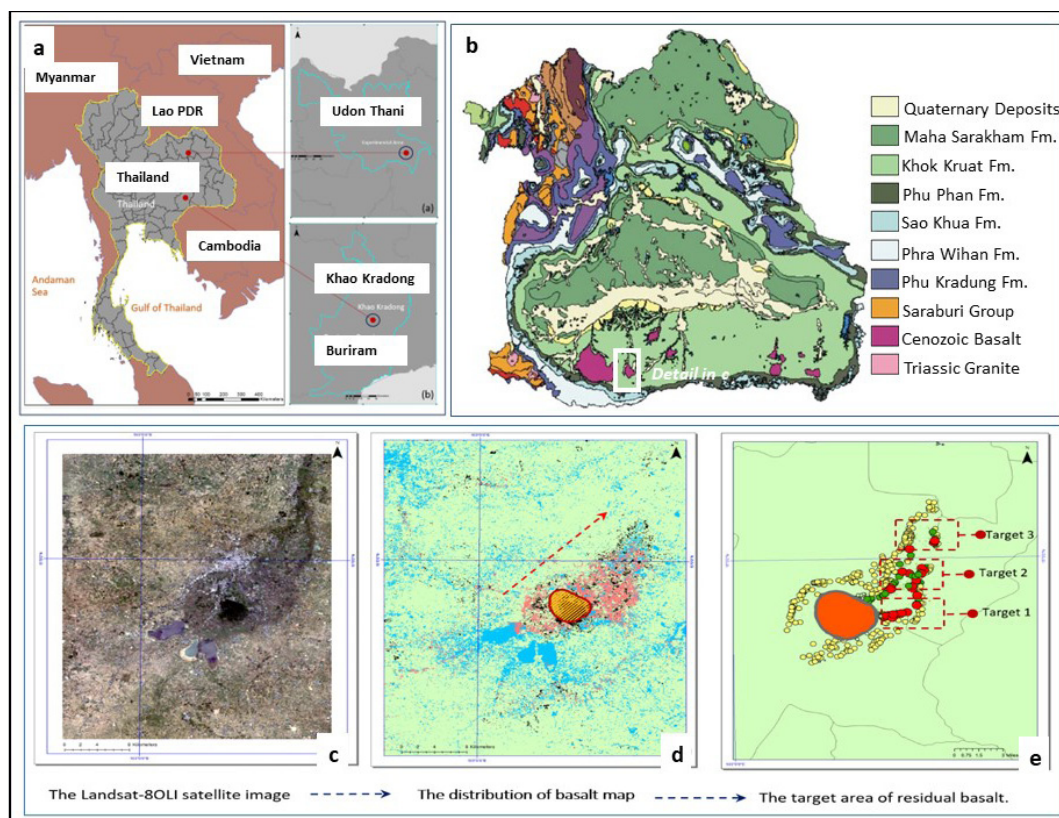 a
Myanmar
Vietnam
Lao PDR
Thailand
Thailand
Cambodia
Andaman
Sea
Gulf of Thailand
Udon Thani
(a)
Khao Kradong
Khao Kradong
Buriram
(b)
b
Detail in c
Quaternary Deposits
Maha Sarakham Fm.
Khok Kruat Fm.
Phu Phan Fm.
Sao Khua Fm.
Phra Wihan Fm.
Phu Kradung Fm.
Saraburi Group
Cenozoic Basalt
Triassic Granite
c
d
Target 3
Target 2
Target 1
e
The Landsat-8OLI satellite image
The distribution of basalt map
The target area of residual basalt.